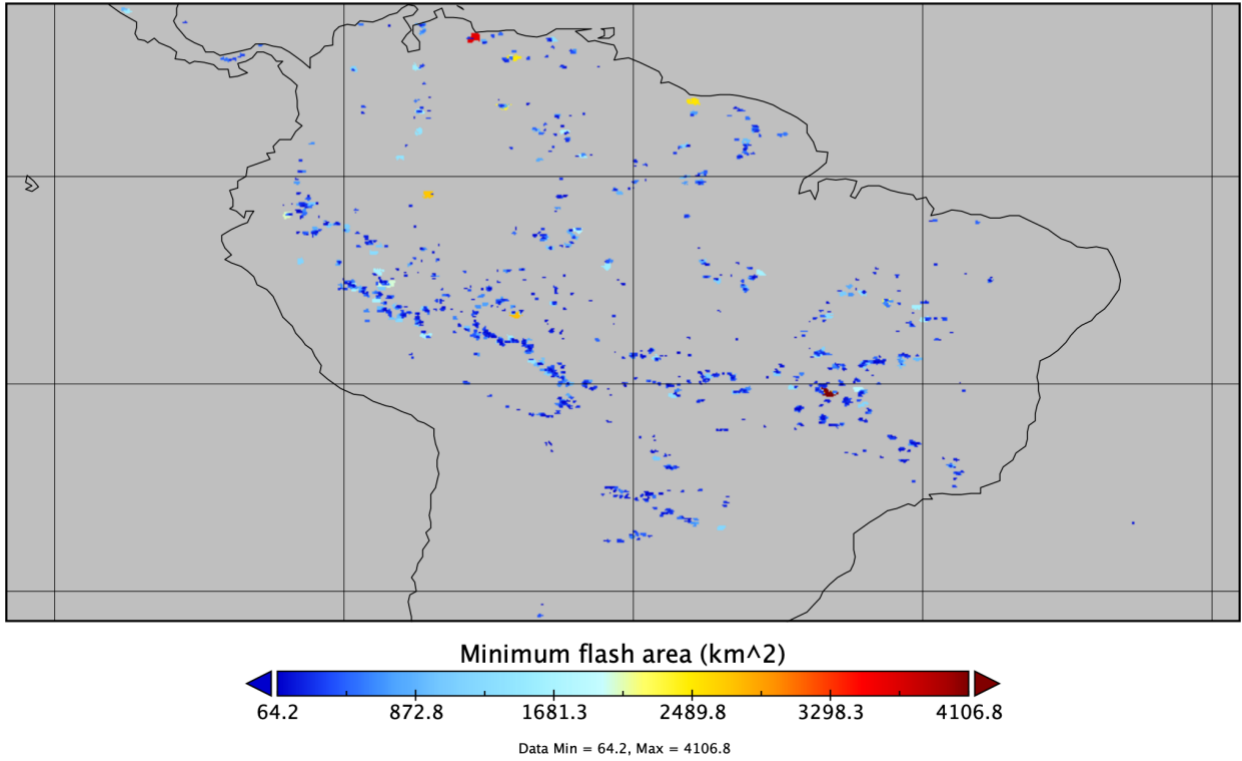 Minimum flash area (km^2)
64.2 872.8 1681.3 2489.8 3298.3 4106.8
Data Min = 64.2, Max = 4106.8